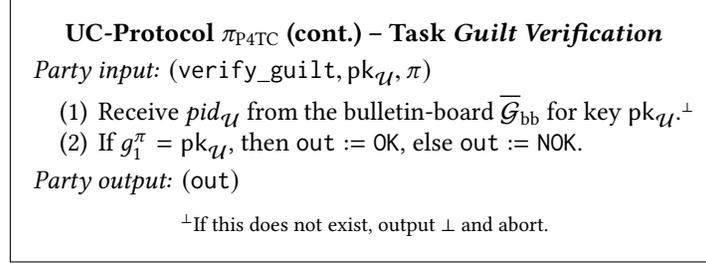 UC-Protocol π_P4TC (cont.) – Task Guilt Verification
Party input: (verify_guilt, pk_𝒰, π)
(1) Receive pid_𝒰 from the bulletin-board 𝒢̅_bb for key pk_𝒰.^⊥
(2) If g_1^π = pk_𝒰, then out := OK, else out := NOK.
Party output: (out)
^⊥If this does not exist, output ⊥ and abort.